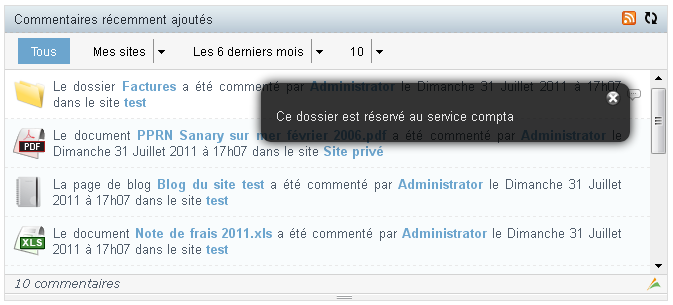 Commentaires récemment ajoutés
Tous Mes sites Les 6 derniers mois 10
Le dossier Factures a été commenté par Administrator le Dimanche 31 Juillet 2011 à 17h07
dans le site test
Ce dossier est réservé au service compta
PDF
Le document PPRN Sanary sur mer février 2006.pdf a été commenté par Administrator le
Dimanche 31 Juillet 2011 à 17h07 dans le site Site privé
La page de blog Blog du site test a été commenté par Administrator le Dimanche 31 Juillet
2011 à 17h07 dans le site test
XLS
Le document Note de frais 2011.xls a été commenté par Administrator le Dimanche 31 Juillet
2011 à 17h07 dans le site test
10 commentaires